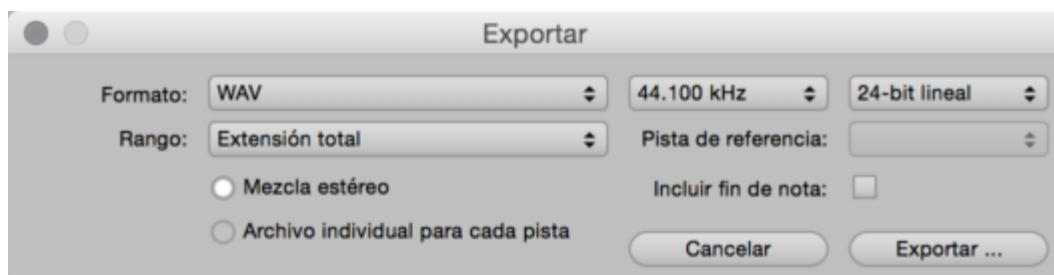 Exportar
Formato: WAV 44.100 kHz 24-bit lineal
Rango: Extensión total Pista de referencia:
Mezcla estéreo Incluir fin de nota:
Archivo individual para cada pista
Cancelar Exportar ...